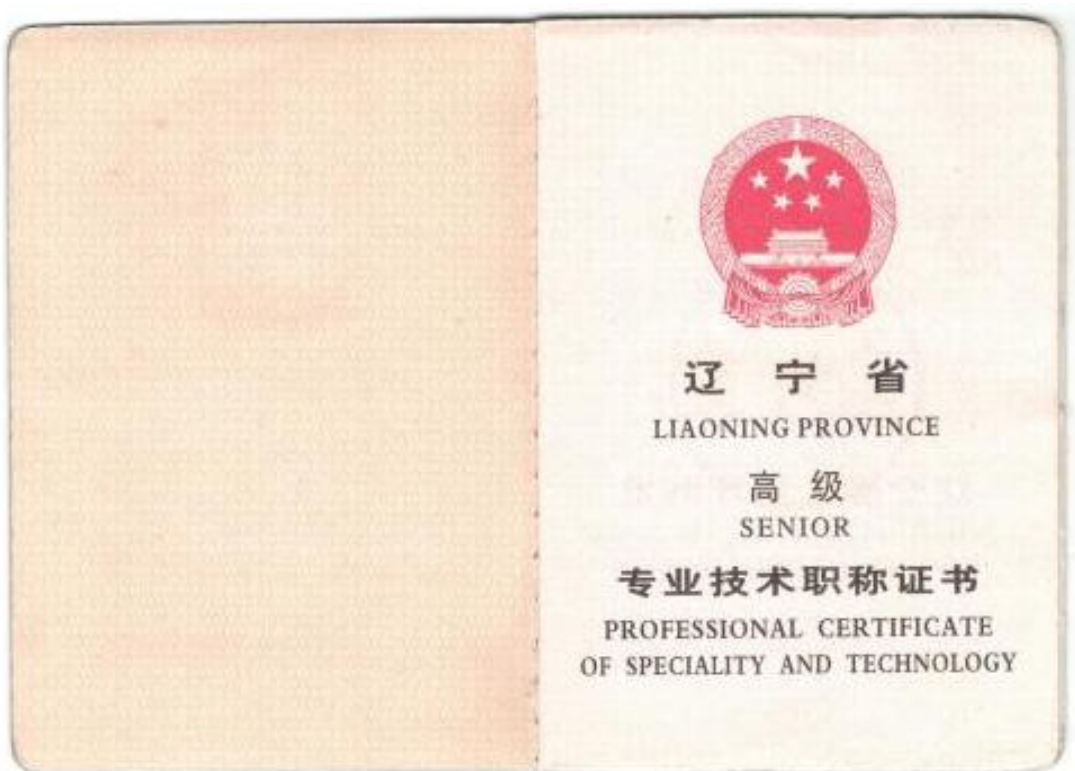 辽宁省
LIAONING PROVINCE
高级
SENIOR
专业技术职称证书
PROFESSIONAL CERTIFICATE
OF SPECIALITY AND TECHNOLOGY